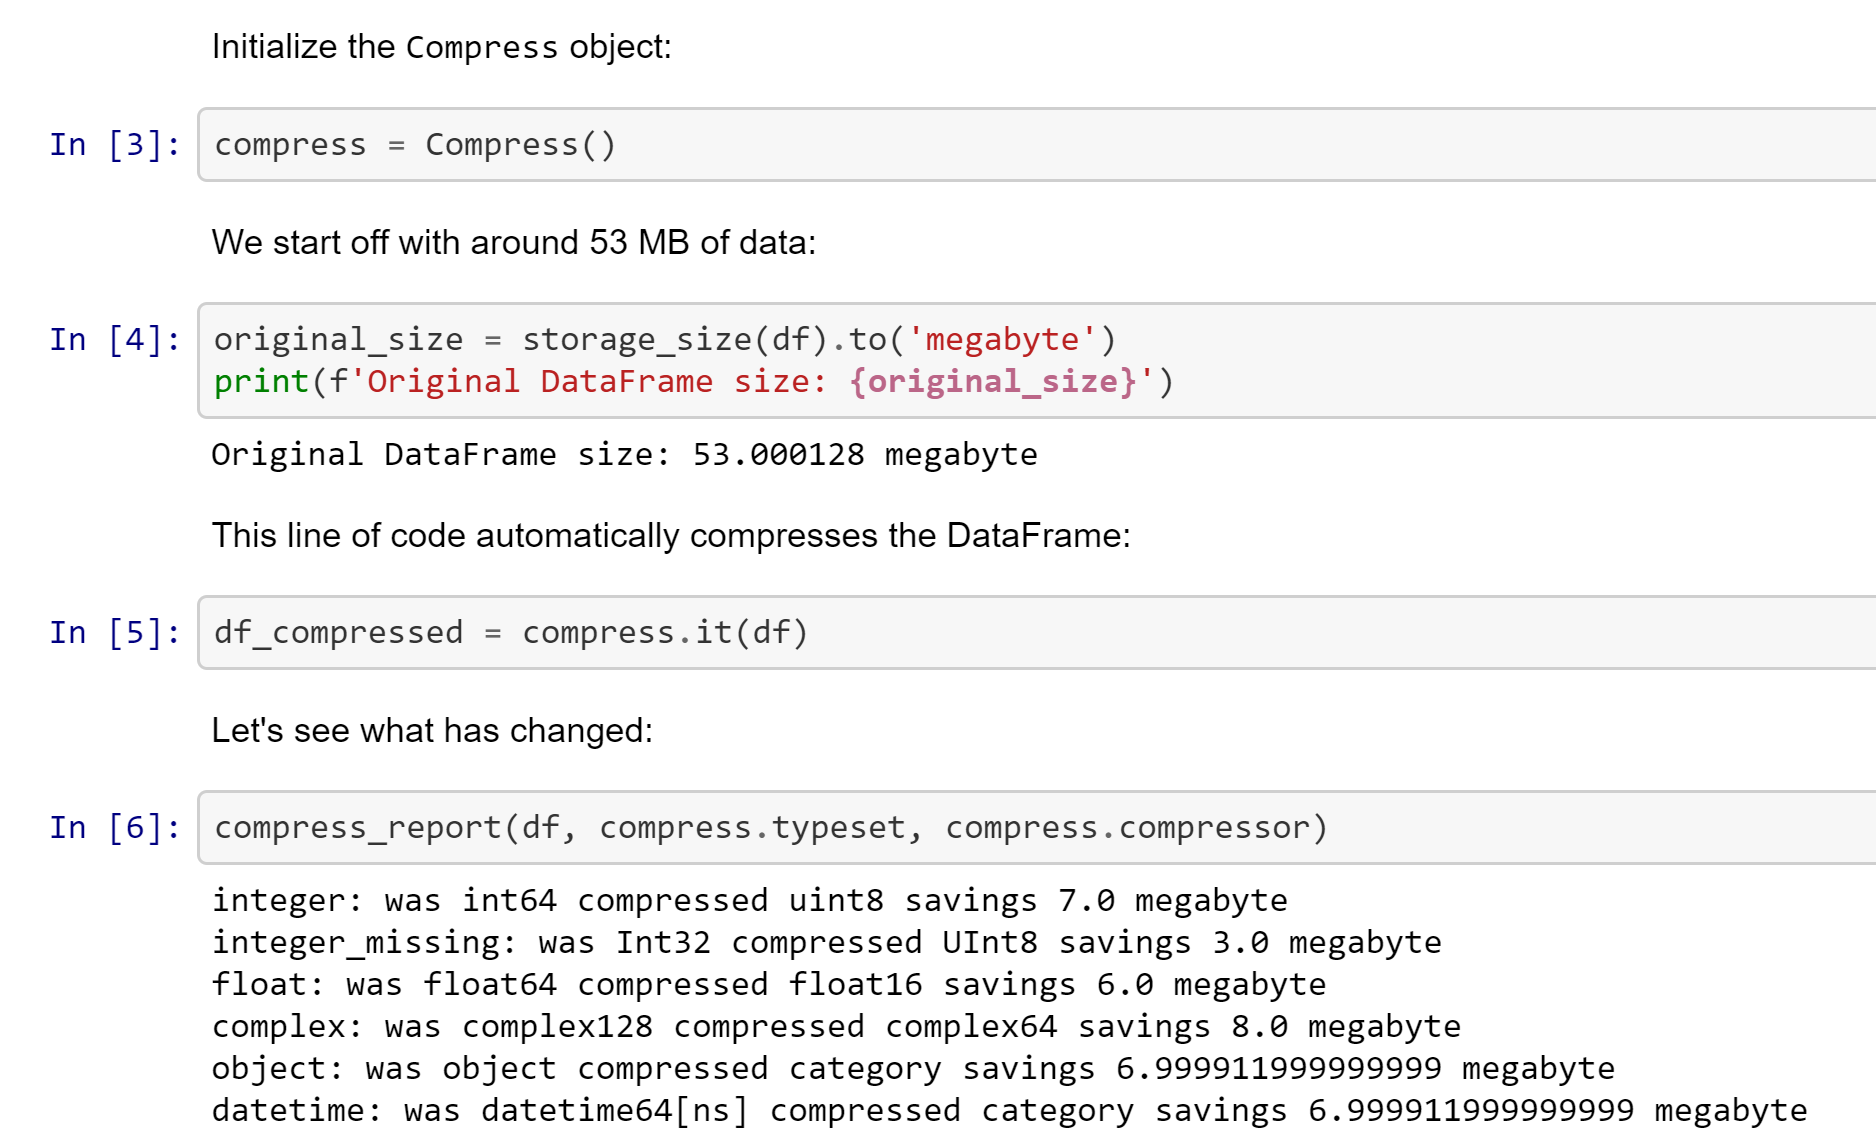 Initialize the Compress object:
In [3]: compress = Compress()
We start off with around 53 MB of data:
In [4]: original_size = storage_size(df).to('megabyte')
print(f'Original DataFrame size: {original_size}')
Original DataFrame size: 53.000128 megabyte
This line of code automatically compresses the DataFrame:
In [5]: df_compressed = compress.it(df)
Let's see what has changed:
In [6]: compress_report(df, compress.typeset, compress.compressor)
integer: was int64 compressed uint8 savings 7.0 megabyte
integer_missing: was Int32 compressed UInt8 savings 3.0 megabyte
float: was float64 compressed float16 savings 6.0 megabyte
complex: was complex128 compressed complex64 savings 8.0 megabyte
object: was object compressed category savings 6.999911999999999 megabyte
datetime: was datetime64[ns] compressed category savings 6.999911999999999 megabyte